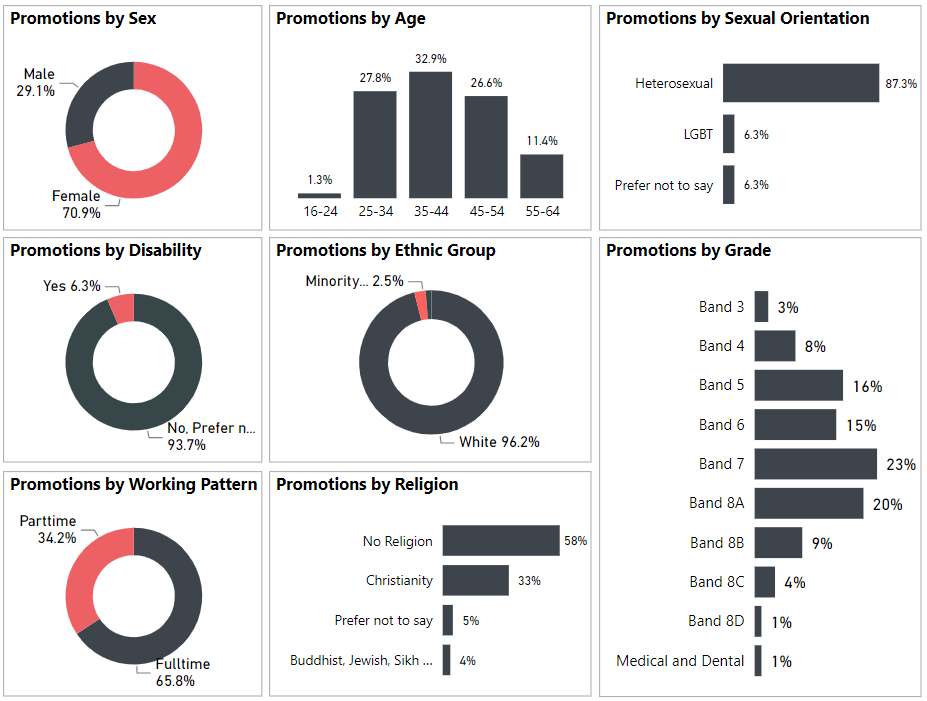 Promotions by Sex
Male
29.1%
Female
70.9%
Promotions by Age
1.3%
27.8%
32.9%
26.6%
11.4%
16-24
25-34
35-44
45-54
55-64
Promotions by Sexual Orientation
Heterosexual
87.3%
LGBT
6.3%
Prefer not to say
6.3%
Promotions by Disability
Yes 6.3%
No, Prefer n...
93.7%
Promotions by Ethnic Group
Minority... 2.5%
White 96.2%
Promotions by Grade
Band 3
3%
Band 4
8%
Band 5
16%
Band 6
15%
Band 7
23%
Band 8A
20%
Band 8B
9%
Band 8C
4%
Band 8D
1%
Medical and Dental
1%
Promotions by Working Pattern
Parttime
34.2%
Fulltime
65.8%
Promotions by Religion
No Religion
58%
Christianity
33%
Prefer not to say
5%
Buddhist, Jewish, Sikh ...
4%